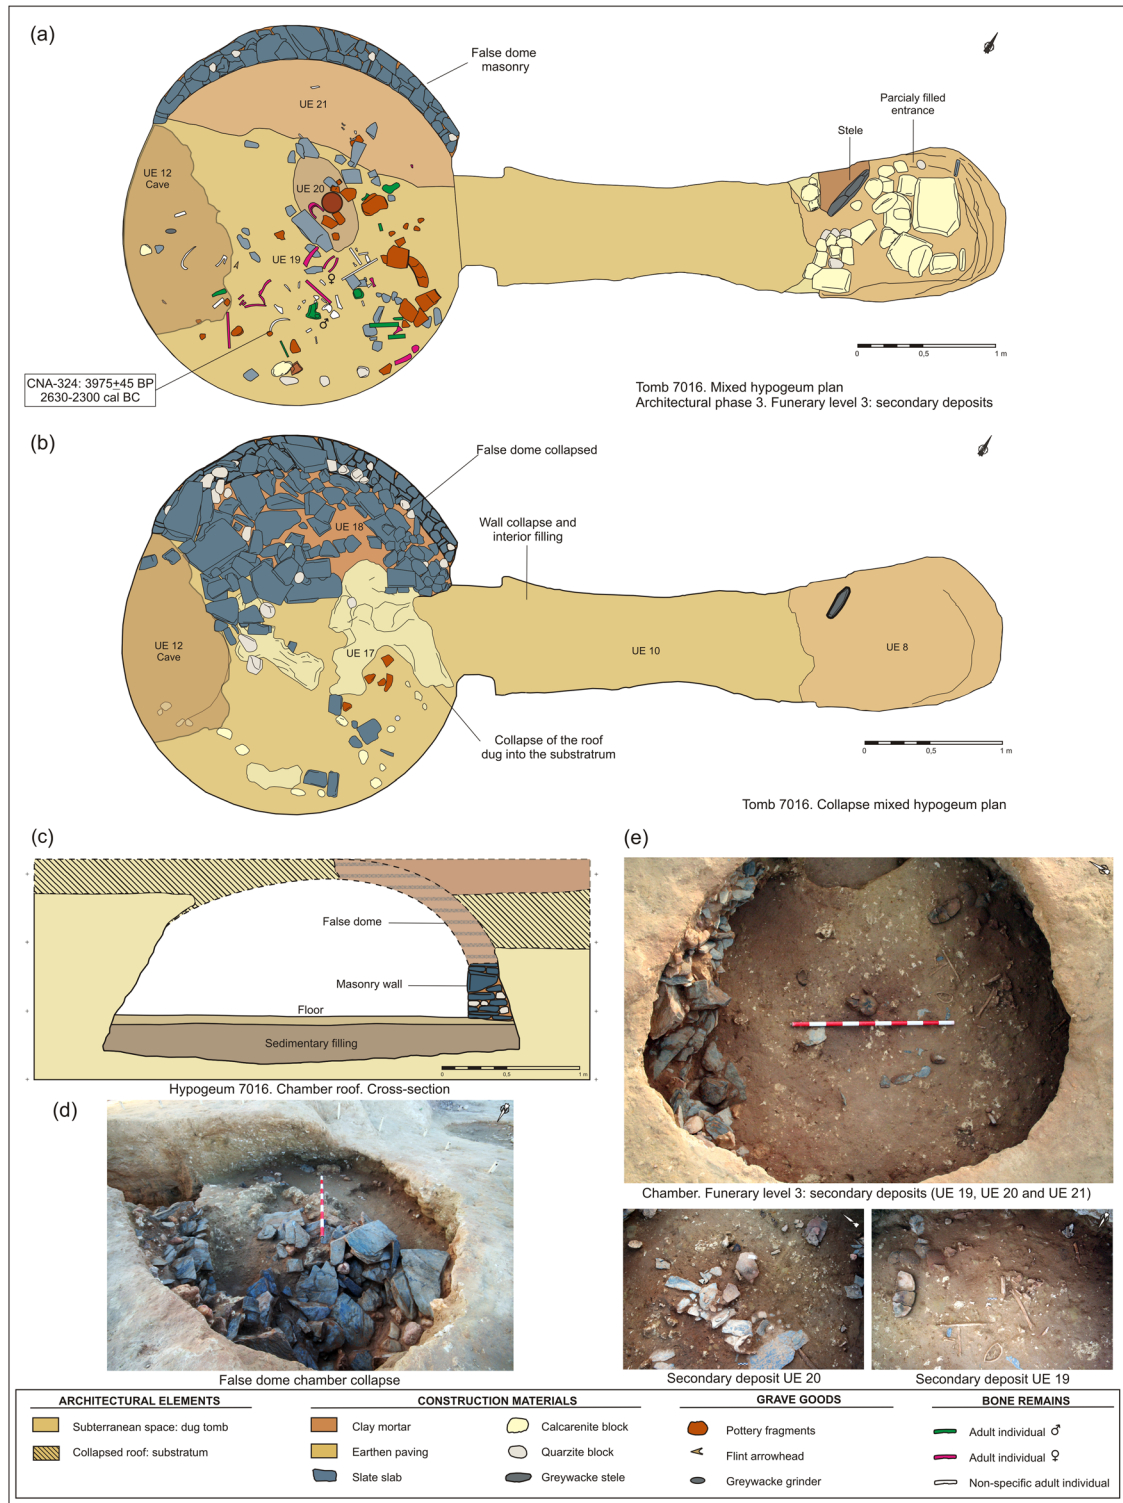 (a)
False dome
masonry
UE 21
Parcialy filled
entrance
Stele
UE 12
Cave
UE 20
UE 19
♀
♂
CNA-324: 3975±45 BP
2630-2300 cal BC
0 0,5 1 m
Tomb 7016. Mixed hypogeum plan
Architectural phase 3. Funerary level 3: secondary deposits
(b)
False dome collapsed
Wall collapse and
interior filling
UE 18
UE 12
Cave
UE 17
UE 10
UE 8
Collapse of the roof
dug into the substratrum
0 0,5 1 m
Tomb 7016. Collapse mixed hypogeum plan
(c)
False dome
Masonry wall
Floor
Sedimentary filling
0 0,5 1 m
Hypogeum 7016. Chamber roof. Cross-section
(d)
False dome chamber collapse
(e)
Chamber. Funerary level 3: secondary deposits (UE 19, UE 20 and UE 21)
Secondary deposit UE 20
Secondary deposit UE 19
ARCHITECTURAL ELEMENTS
Subterranean space: dug tomb
Collapsed roof: substratum
CONSTRUCTION MATERIALS
Clay mortar
Earthen paving
Slate slab
Calcarenite block
Quarzite block
Greywacke stele
GRAVE GOODS
Pottery fragments
Flint arrowhead
Greywacke grinder
BONE REMAINS
Adult individual ♂
Adult individual ♀
Non-specific adult individual